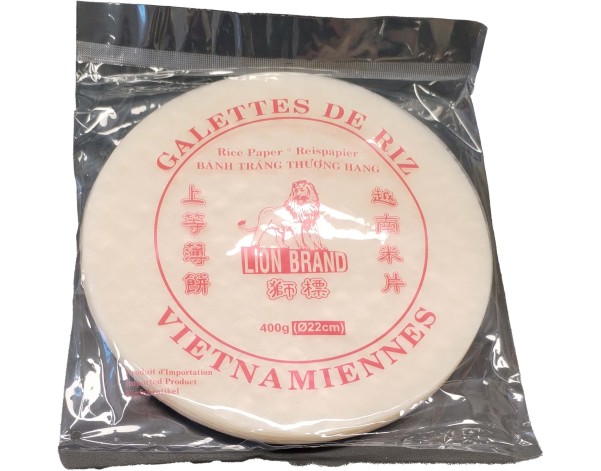 GALETTES DE RIZ
Rice Paper * Reispapier
BÁNH TRÁNG THƯỢNG HẠNG
上等薄餅
越南米片
LION BRAND
獅標
400g (Ø22cm)
VIETNAMIENNES
Produit d'Importation
Imported Product